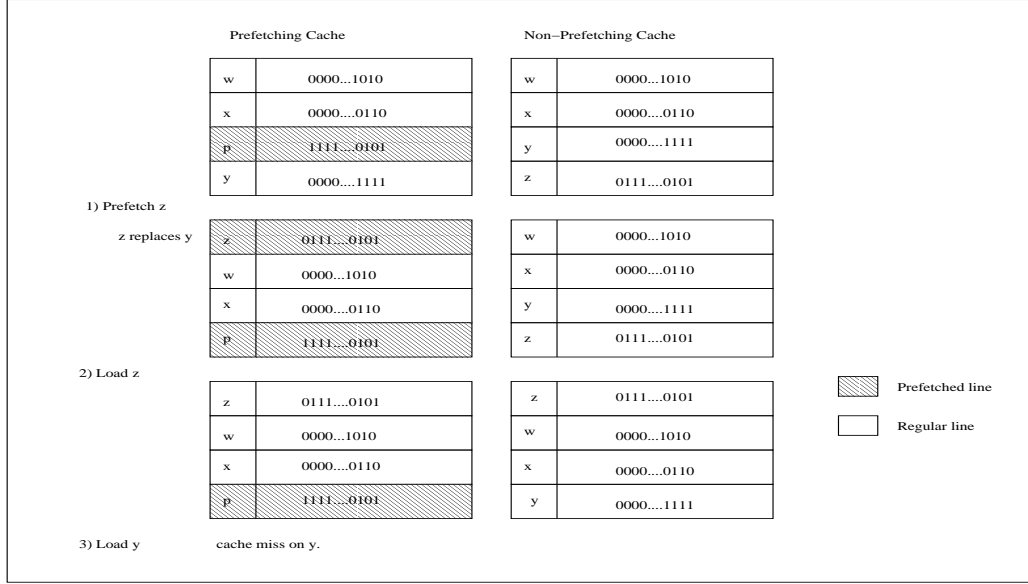 Prefetching Cache Non−Prefetching Cache
w 0000...1010 w 0000...1010
x 0000....0110 x 0000....0110
p 1111....0101 y 0000....1111
y 0000....1111 z 0111....0101
1) Prefetch z
z replaces y z 0111....0101 w 0000...1010
w 0000...1010 x 0000....0110
x 0000....0110 y 0000....1111
p 1111....0101 z 0111....0101
2) Load z
z 0111....0101 z 0111....0101
w 0000...1010 w 0000...1010
x 0000....0110 x 0000....0110
p 1111....0101 y 0000....1111
Prefetched line
Regular line
3) Load y cache miss on y.